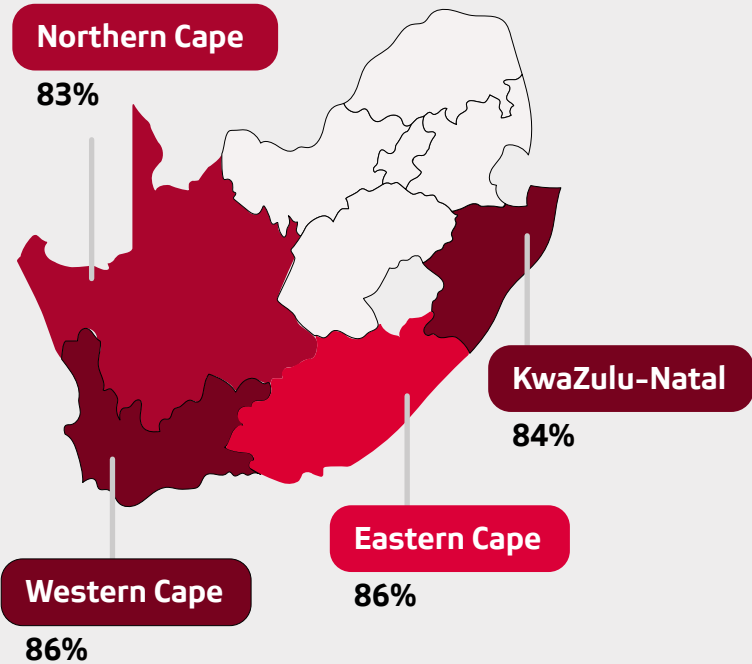 Northern Cape
83%
KwaZulu-Natal
84%
Eastern Cape
86%
Western Cape
86%